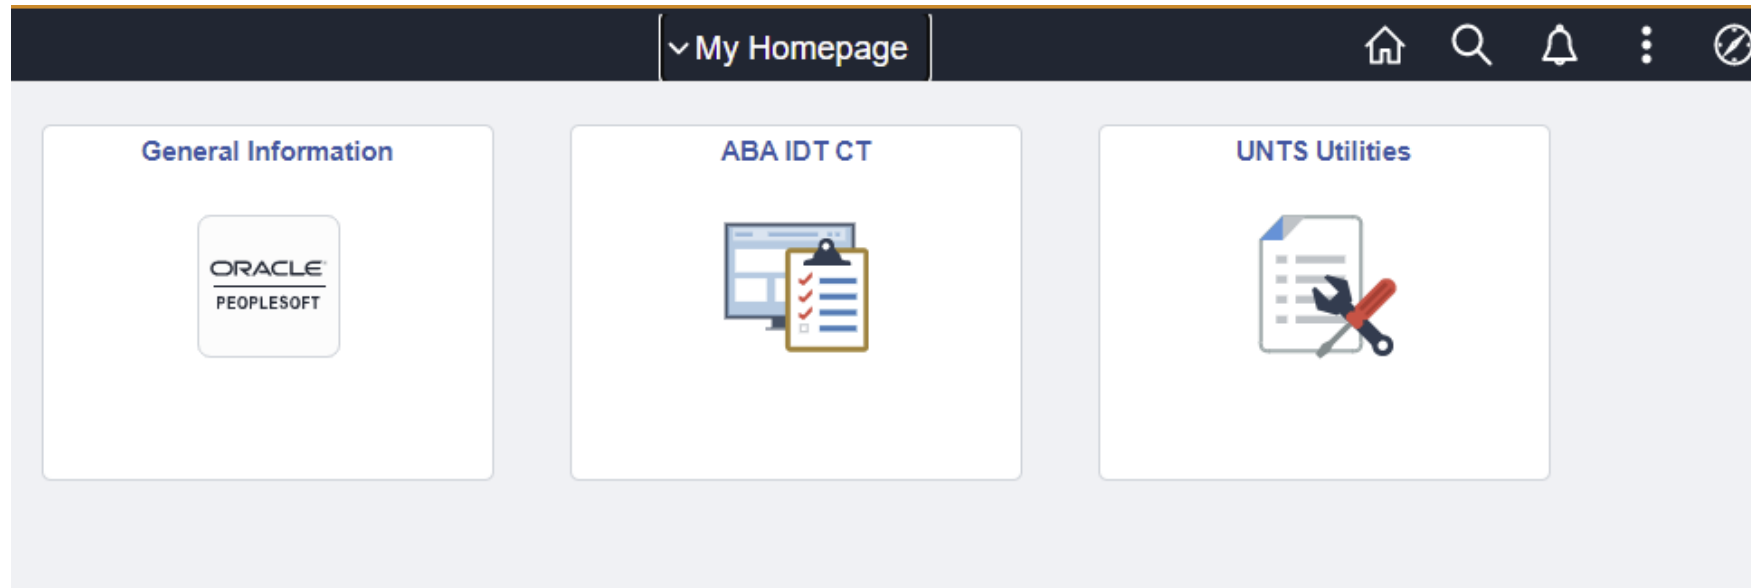 My Homepage
General Information
ABA IDT CT
UNTS Utilities
ORACLE
PEOPLESOFT